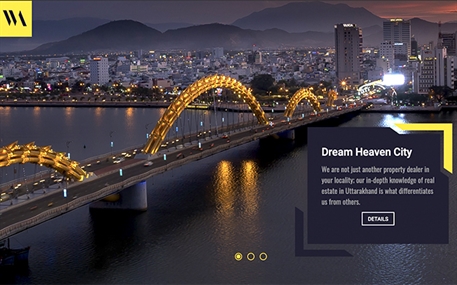 Dream Heaven City
We are not just another property dealer in
your locality; our in-depth knowledge of real
estate in Uttarakhand is what differentiates
us from others.
DETAILS